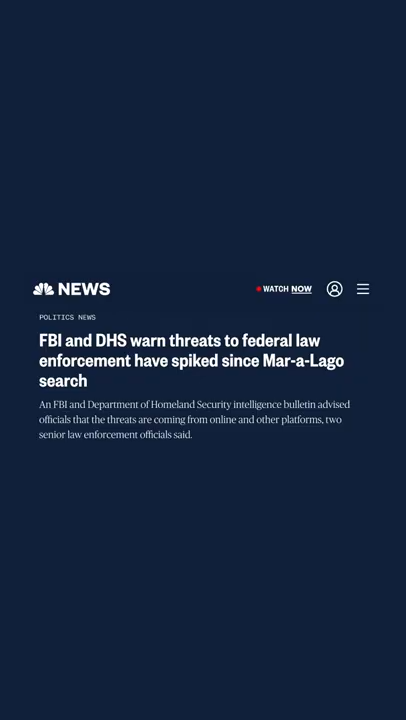 NEWS
WATCH NOW
POLITICS NEWS
FBI and DHS warn threats to federal law
enforcement have spiked since Mar-a-Lago
search
An FBI and Department of Homeland Security intelligence bulletin advised
officials that the threats are coming from online and other platforms, two
senior law enforcement officials said.